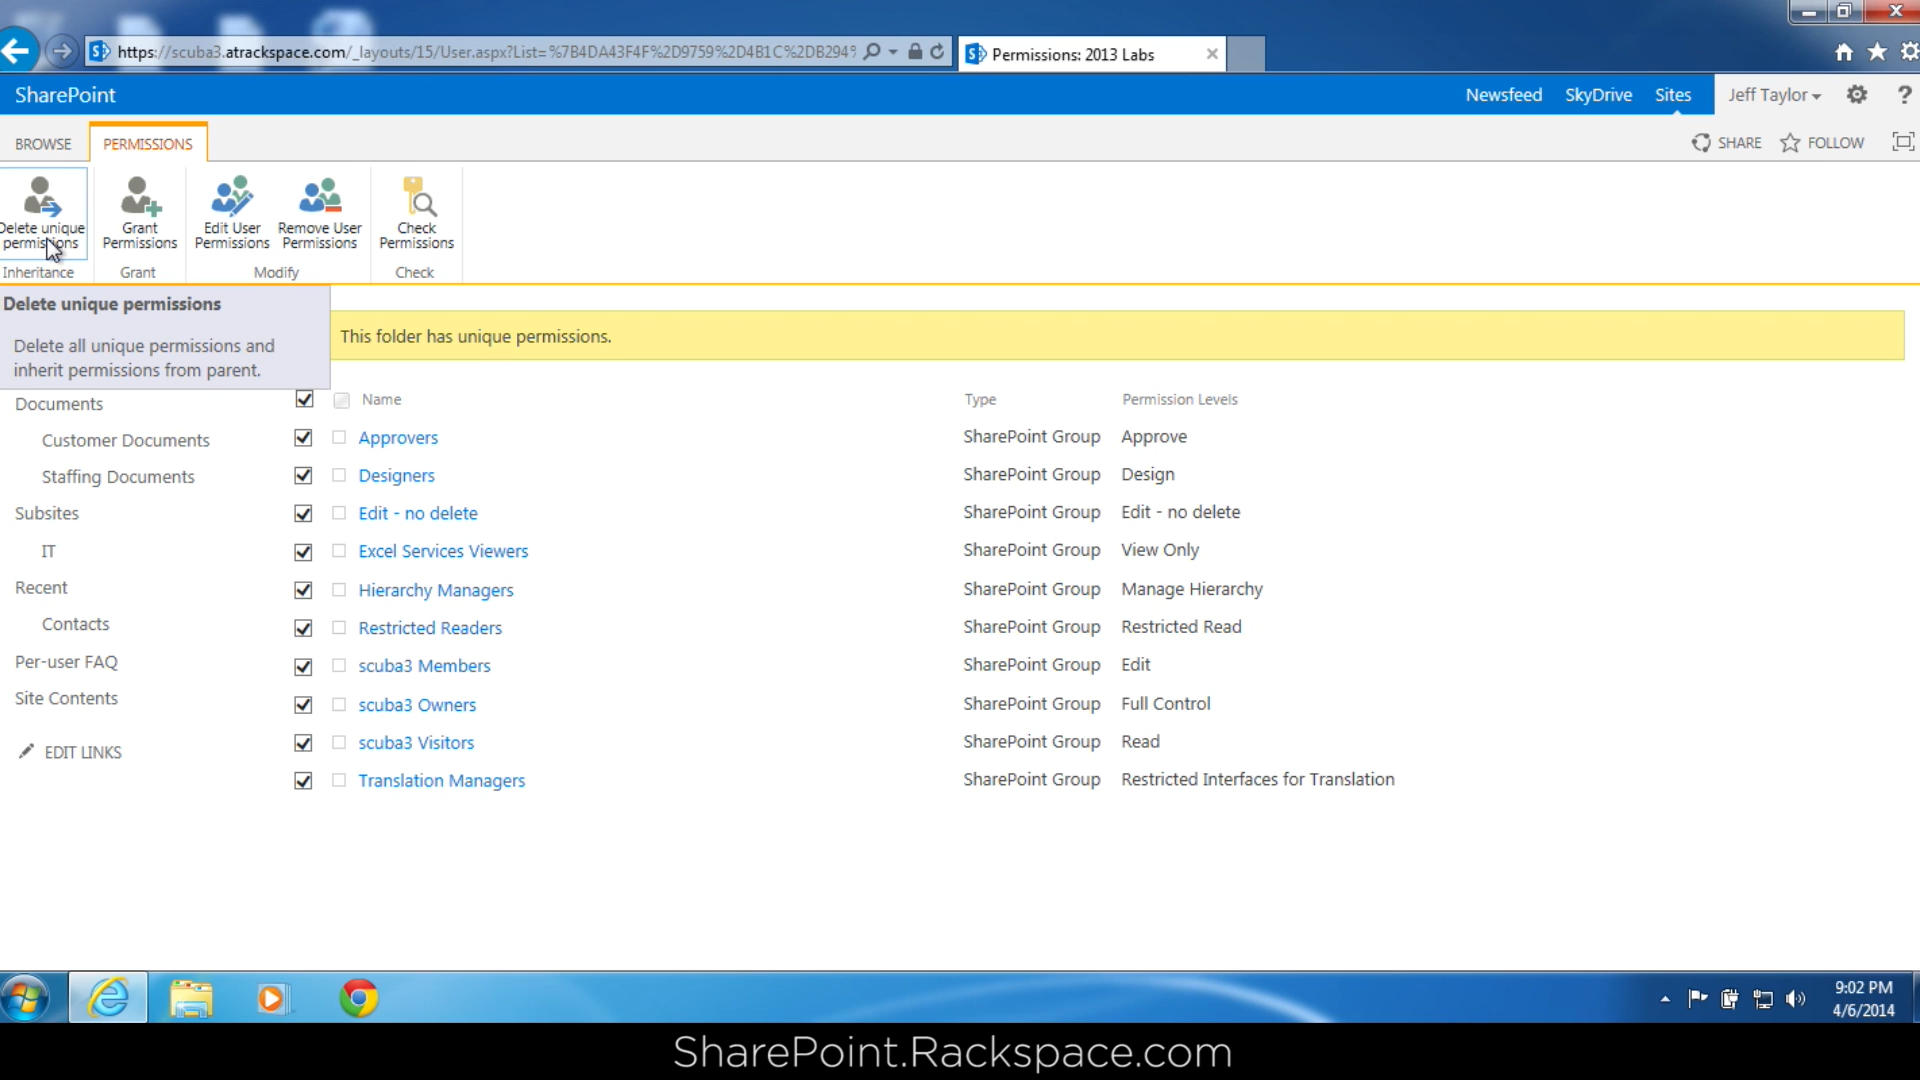 https://scuba3.atrackspace.com/_layouts/15/User.aspx?List=%7B4DA43F4F%2D9759%2D4B1C%2DB294%
Permissions: 2013 Labs
SharePoint
Newsfeed SkyDrive Sites Jeff Taylor ?
BROWSE PERMISSIONS SHARE FOLLOW
Delete unique permissions
Grant Permissions
Edit User Permissions
Remove User Permissions
Check Permissions
Inheritance Grant Modify Check
Delete unique permissions
Delete all unique permissions and
inherit permissions from parent.
This folder has unique permissions.
Documents
Customer Documents
Staffing Documents
Subsites
IT
Recent
Contacts
Per-user FAQ
Site Contents
EDIT LINKS
Name Type Permission Levels
Approvers SharePoint Group Approve
Designers SharePoint Group Design
Edit - no delete SharePoint Group Edit - no delete
Excel Services Viewers SharePoint Group View Only
Hierarchy Managers SharePoint Group Manage Hierarchy
Restricted Readers SharePoint Group Restricted Read
scuba3 Members SharePoint Group Edit
scuba3 Owners SharePoint Group Full Control
scuba3 Visitors SharePoint Group Read
Translation Managers SharePoint Group Restricted Interfaces for Translation
9:02 PM
4/6/2014
SharePoint.Rackspace.com